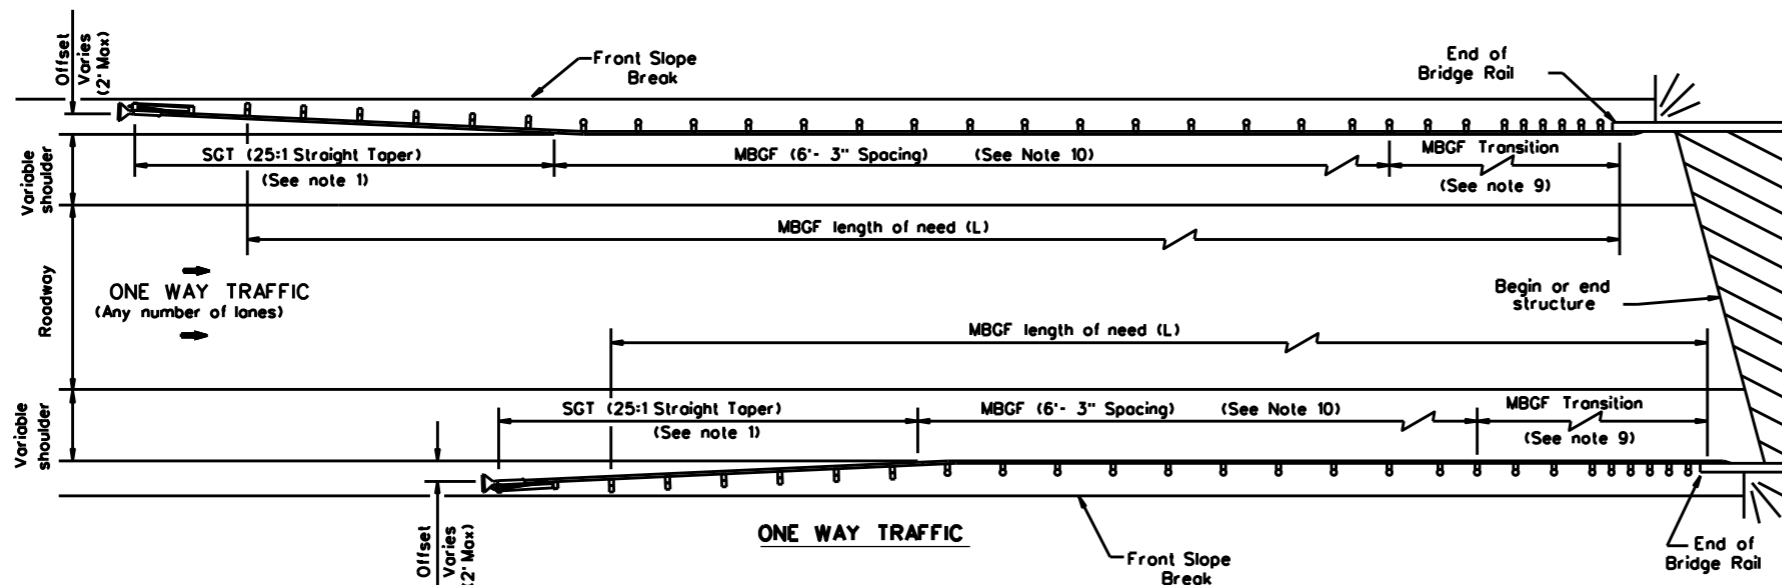 Offset
Varies
(2' Max)
Front Slope
Break
End of
Bridge Rail
SGT (25:1 Straight Taper)
(See note 1)
MBGF (6'- 3" Spacing) (See Note 10)
MBGF Transition
(See note 9)
Variable
shoulder
MBGF length of need (L)
Roadway
ONE WAY TRAFFIC
(Any number of lanes)
Begin or end
structure
MBGF length of need (L)
Variable
shoulder
SGT (25:1 Straight Taper)
(See note 1)
MBGF (6'- 3" Spacing) (See Note 10)
MBGF Transition
(See note 9)
Offset
Varies
(2' Max)
ONE WAY TRAFFIC
Front Slope
Break
End of
Bridge Rail